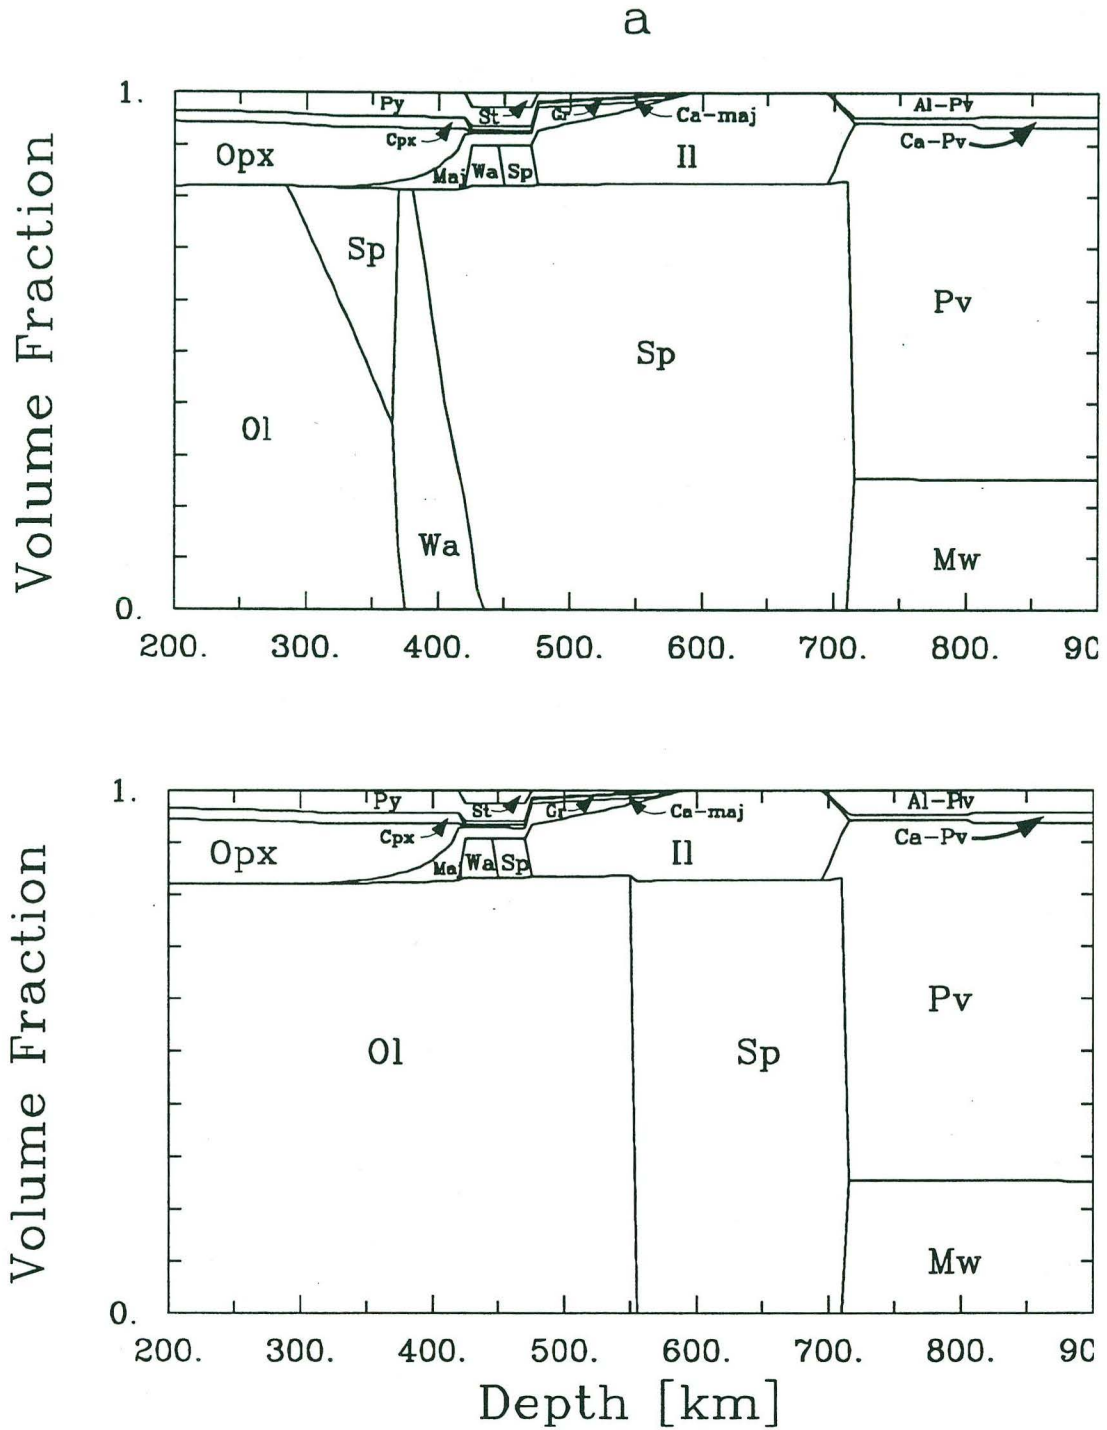 a
1.
Py
St
Gr
Ca-maj
Al-Pv
Cpx
Ca-Pv
Opx
Maj
Wa
Sp
Il
Sp
Pv
Sp
Ol
Wa
Mw
0.
200. 300. 400. 500. 600. 700. 800. 90
Volume Fraction
1.
Py
St
Gr
Ca-maj
Al-Pv
Cpx
Ca-Pv
Opx
Maj
Wa
Sp
Il
Pv
Ol
Sp
Mw
0.
200. 300. 400. 500. 600. 700. 800. 90
Volume Fraction
Depth [km]